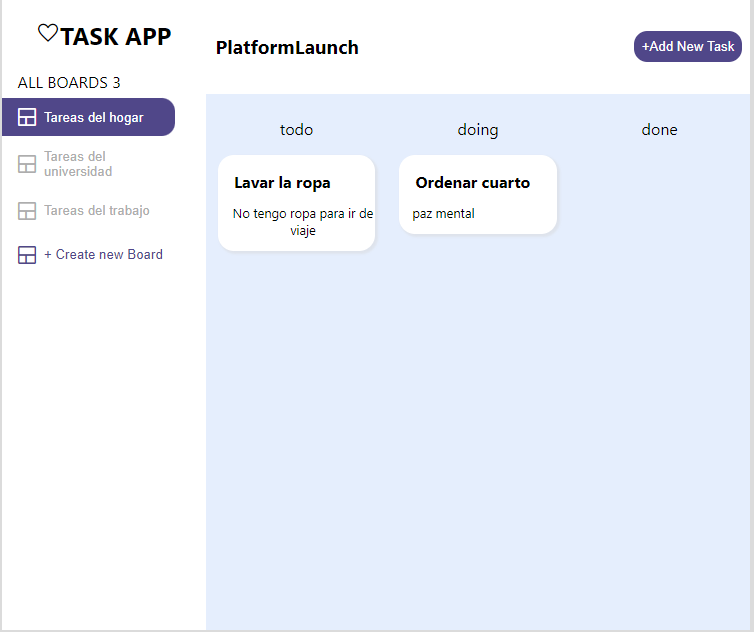 TASK APP
ALL BOARDS 3
Tareas del hogar
Tareas del
universidad
Tareas del trabajo
+ Create new Board
PlatformLaunch
+Add New Task
todo
Lavar la ropa
No tengo ropa para ir de
viaje
doing
Ordenar cuarto
paz mental
done